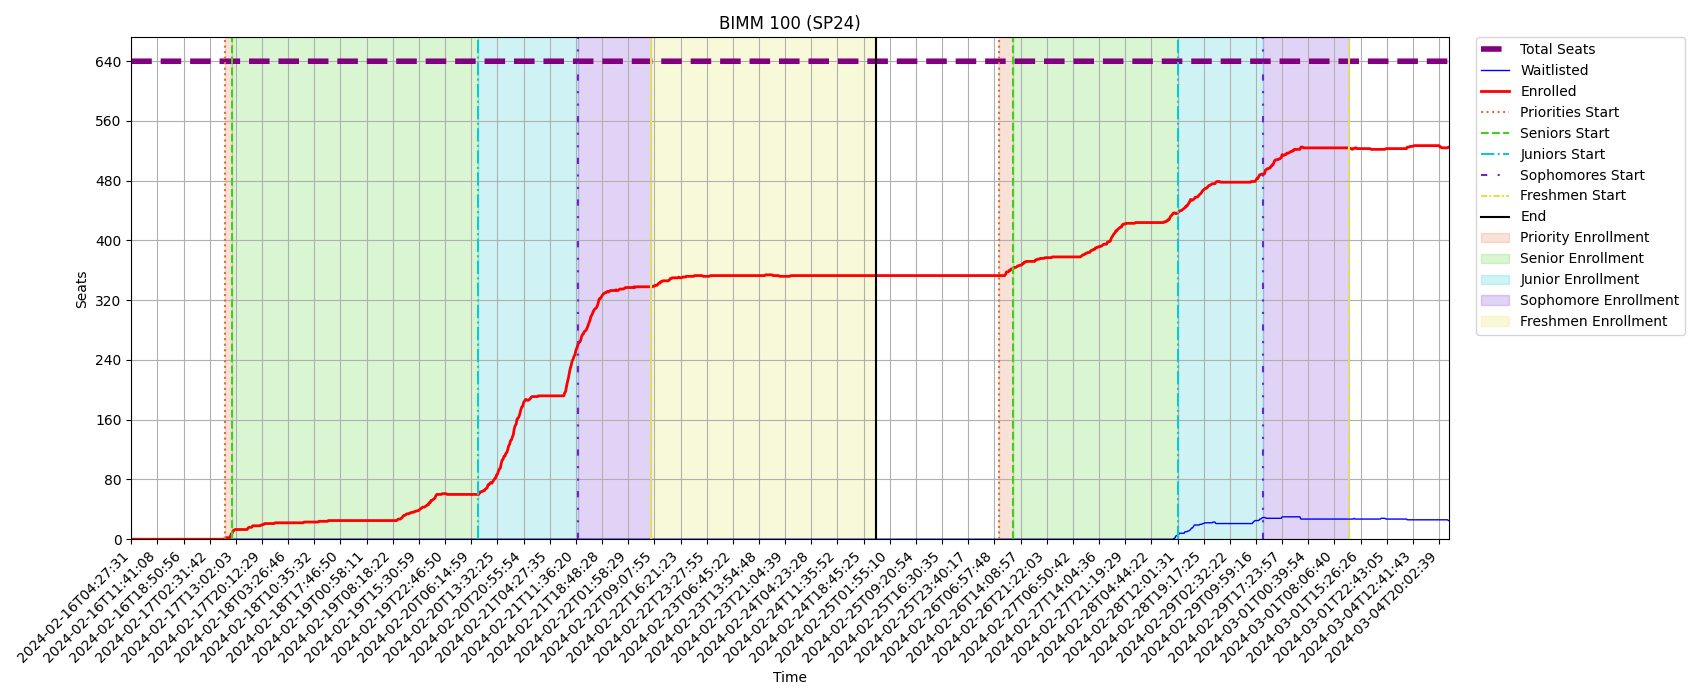 BIMM 100 (SP24)
Seats
640
560
480
400
320
240
160
80
0
2024-02-16T04:27:31
2024-02-16T11:41:08
2024-02-16T18:50:56
2024-02-17T02:31:42
2024-02-17T13:02:03
2024-02-17T20:12:29
2024-02-18T03:26:46
2024-02-18T10:35:32
2024-02-18T17:46:50
2024-02-19T00:58:11
2024-02-19T08:18:22
2024-02-19T15:30:59
2024-02-19T22:46:50
2024-02-20T06:14:59
2024-02-20T13:32:25
2024-02-20T20:55:54
2024-02-21T04:27:35
2024-02-21T11:36:20
2024-02-21T18:48:28
2024-02-22T01:58:29
2024-02-22T09:07:55
2024-02-22T16:21:23
2024-02-22T23:27:55
2024-02-23T06:45:22
2024-02-23T13:54:48
2024-02-23T21:04:39
2024-02-24T04:23:28
2024-02-24T11:35:52
2024-02-24T18:45:25
2024-02-25T01:55:10
2024-02-25T09:20:54
2024-02-25T16:30:35
2024-02-25T23:40:17
2024-02-26T06:57:48
2024-02-26T14:08:57
2024-02-26T21:22:03
2024-02-27T06:50:42
2024-02-27T14:04:36
2024-02-27T21:19:29
2024-02-28T04:44:22
2024-02-28T12:01:31
2024-02-28T19:17:25
2024-02-29T02:32:22
2024-02-29T09:59:16
2024-02-29T17:23:57
2024-03-01T00:39:54
2024-03-01T08:06:40
2024-03-01T15:26:26
2024-03-01T22:43:05
2024-03-04T12:41:43
2024-03-04T20:02:39
Time
Total Seats
Waitlisted
Enrolled
Priorities Start
Seniors Start
Juniors Start
Sophomores Start
Freshmen Start
End
Priority Enrollment
Senior Enrollment
Junior Enrollment
Sophomore Enrollment
Freshmen Enrollment